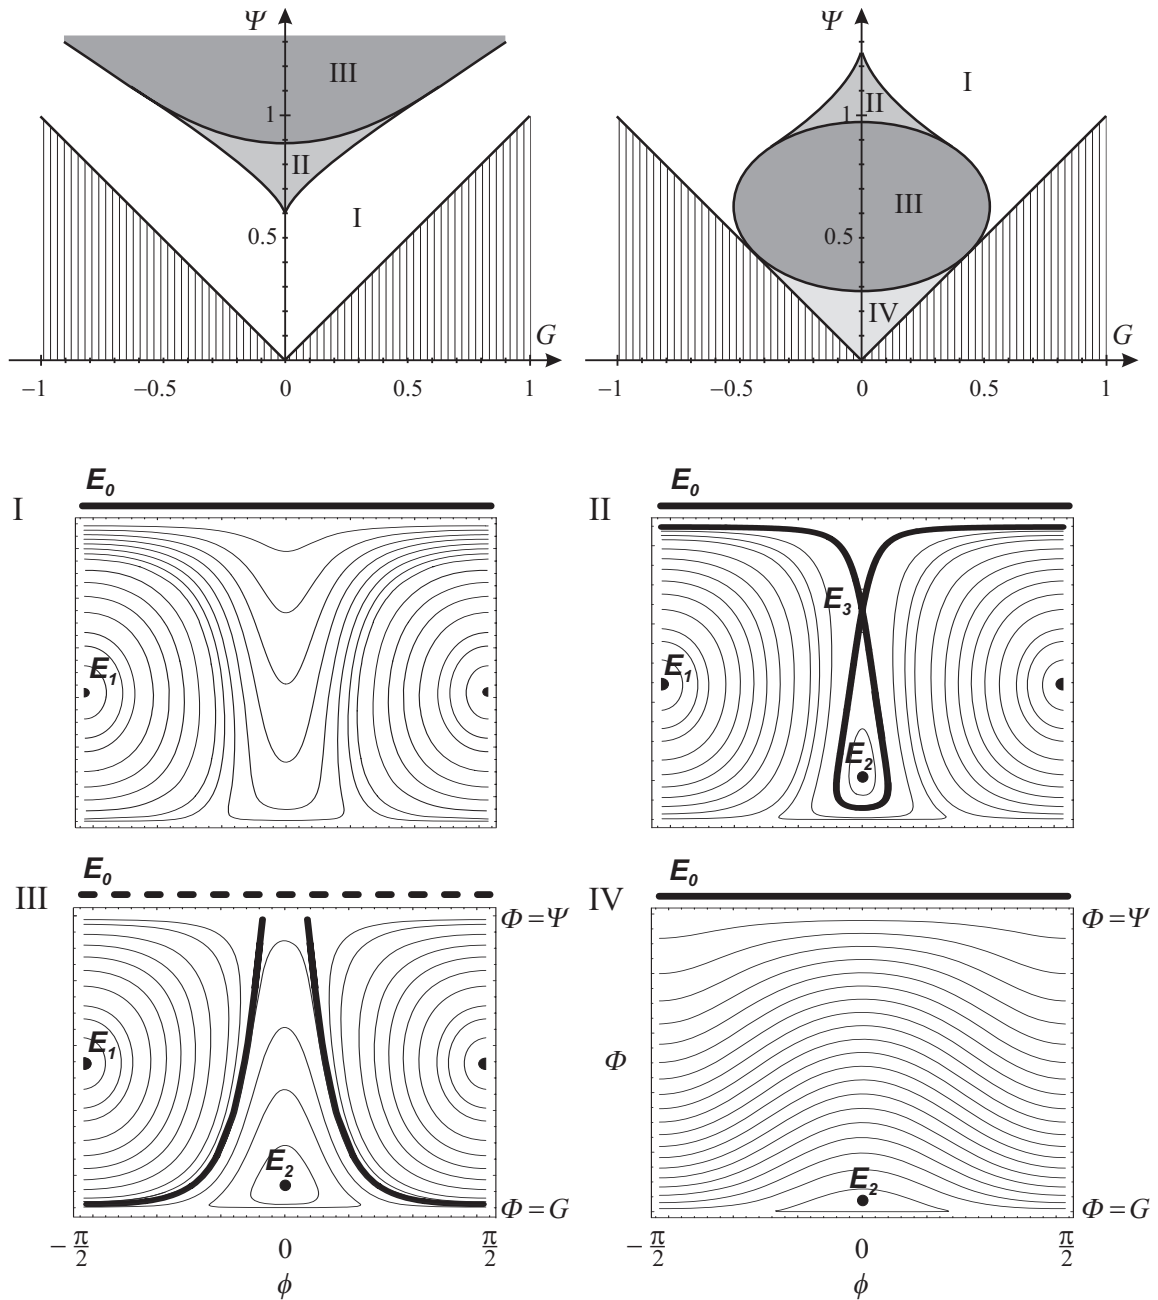 Ψ Ψ
III I
1 II
II 1
I III
0.5 0.5
IV
G G
−1 −0.5 0 0.5 1 −1 −0.5 0 0.5 1
E0 E0
I II
E3
E1 E1
E2
E0 E0
III Φ = Ψ IV Φ = Ψ
E1 Φ
E2 E2
Φ = G Φ = G
− π/2 0 π/2 − π/2 0 π/2
ϕ ϕ